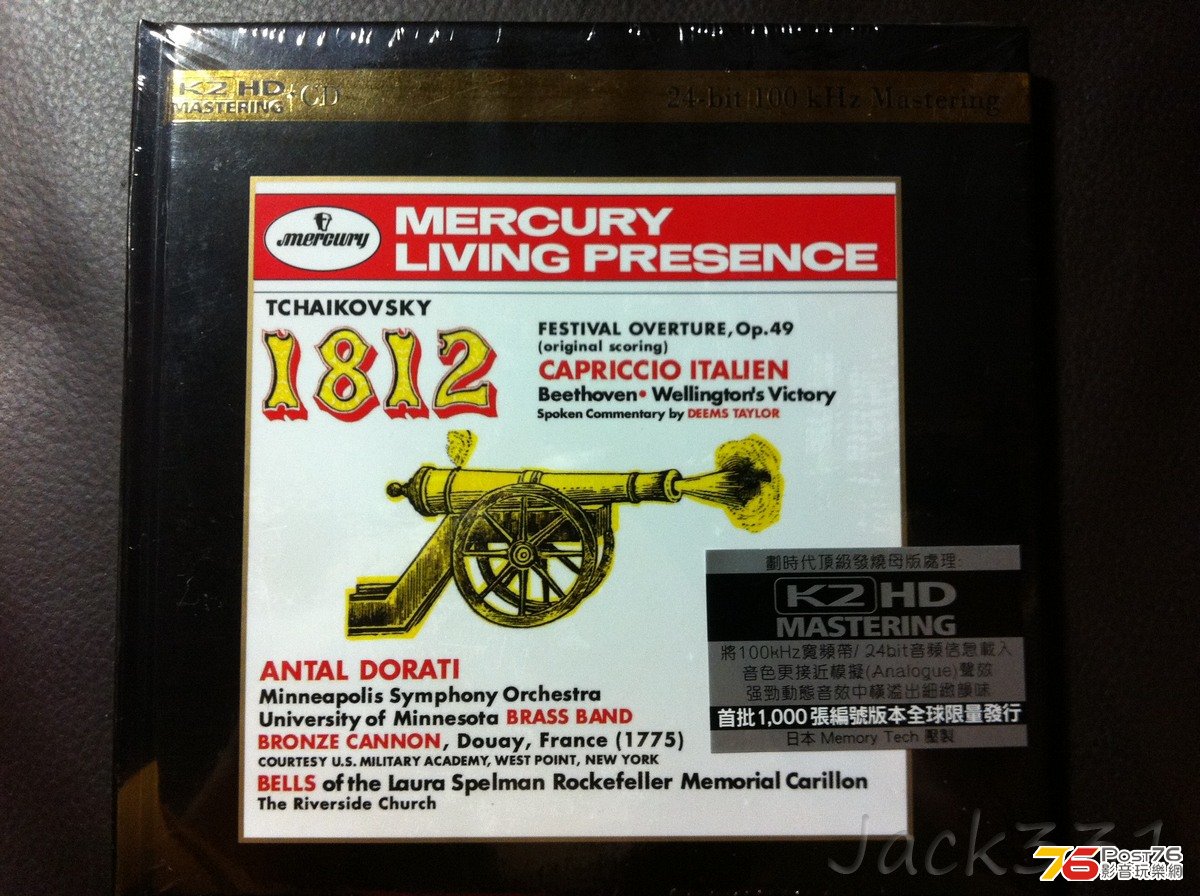 K2 HD
MASTERING +CD
24-bit 100 kHz Mastering
mercury
MERCURY
LIVING PRESENCE
TCHAIKOVSKY
1812
FESTIVAL OVERTURE, Op.49
(original scoring)
CAPRICCIO ITALIEN
Beethoven• Wellington's Victory
Spoken Commentary by DEEMS TAYLOR
ANTAL DORATI
Minneapolis Symphony Orchestra
University of Minnesota BRASS BAND
BRONZE CANNON, Douay, France (1775)
COURTESY U.S. MILITARY ACADEMY, WEST POINT, NEW YORK
BELLS of the Laura Spelman Rockefeller Memorial Carillon
The Riverside Church
劃時代頂級發燒母版處理
K2 HD
MASTERING
將100kHz寬頻帶/ 24bit音頻信息載入
音色更接近模擬(Analogue)聲效
强勁動態音效中橫溢出細緻韻味
首批1,000 張編號版本全球限量發行
日本 Memory Tech 壓製
Jack331
76 Post76
影音玩樂網